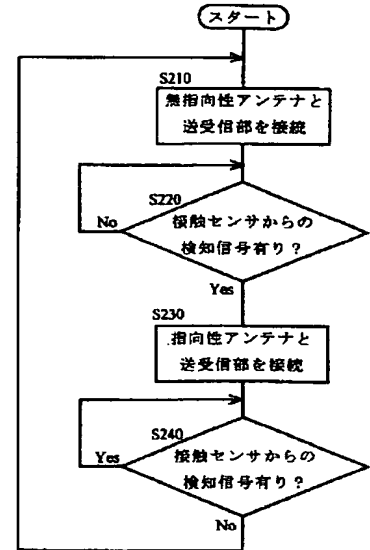 スタート
S210
無指向性アンテナと
送受信部を接続
S220
No
接触センサからの
検知信号有り？
Yes
S230
指向性アンテナと
送受信部を接続
S240
Yes
接触センサからの
検知信号有り？
No